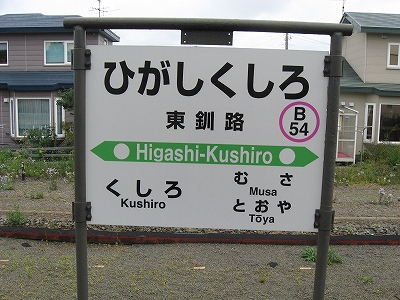 ひがしくしろ
東釧路
B
54
Higashi-Kushiro
くしろ
Kushiro
むさ
Musa
とおや
Tōya